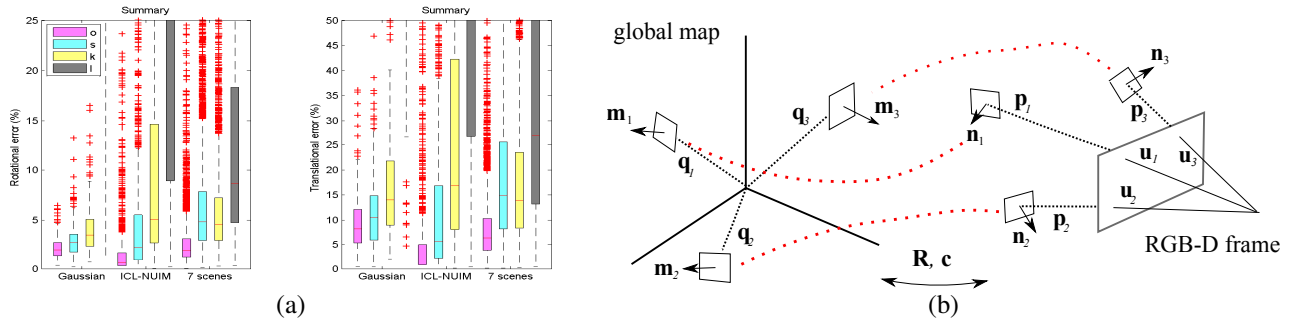 Summary
Rotational error (%)
25
20
15
10
5
0
o
s
k
l
Gaussian
ICL-NUIM
7 scenes
Summary
Translational error (%)
50
45
40
35
30
25
20
15
10
5
0
Gaussian
ICL-NUIM
7 scenes
(a)
global map
m1
q1
q3
m3
n1
p1
n3
p3
u1
u3
u2
q2
m2
n2
p2
R, c
RGB-D frame
(b)